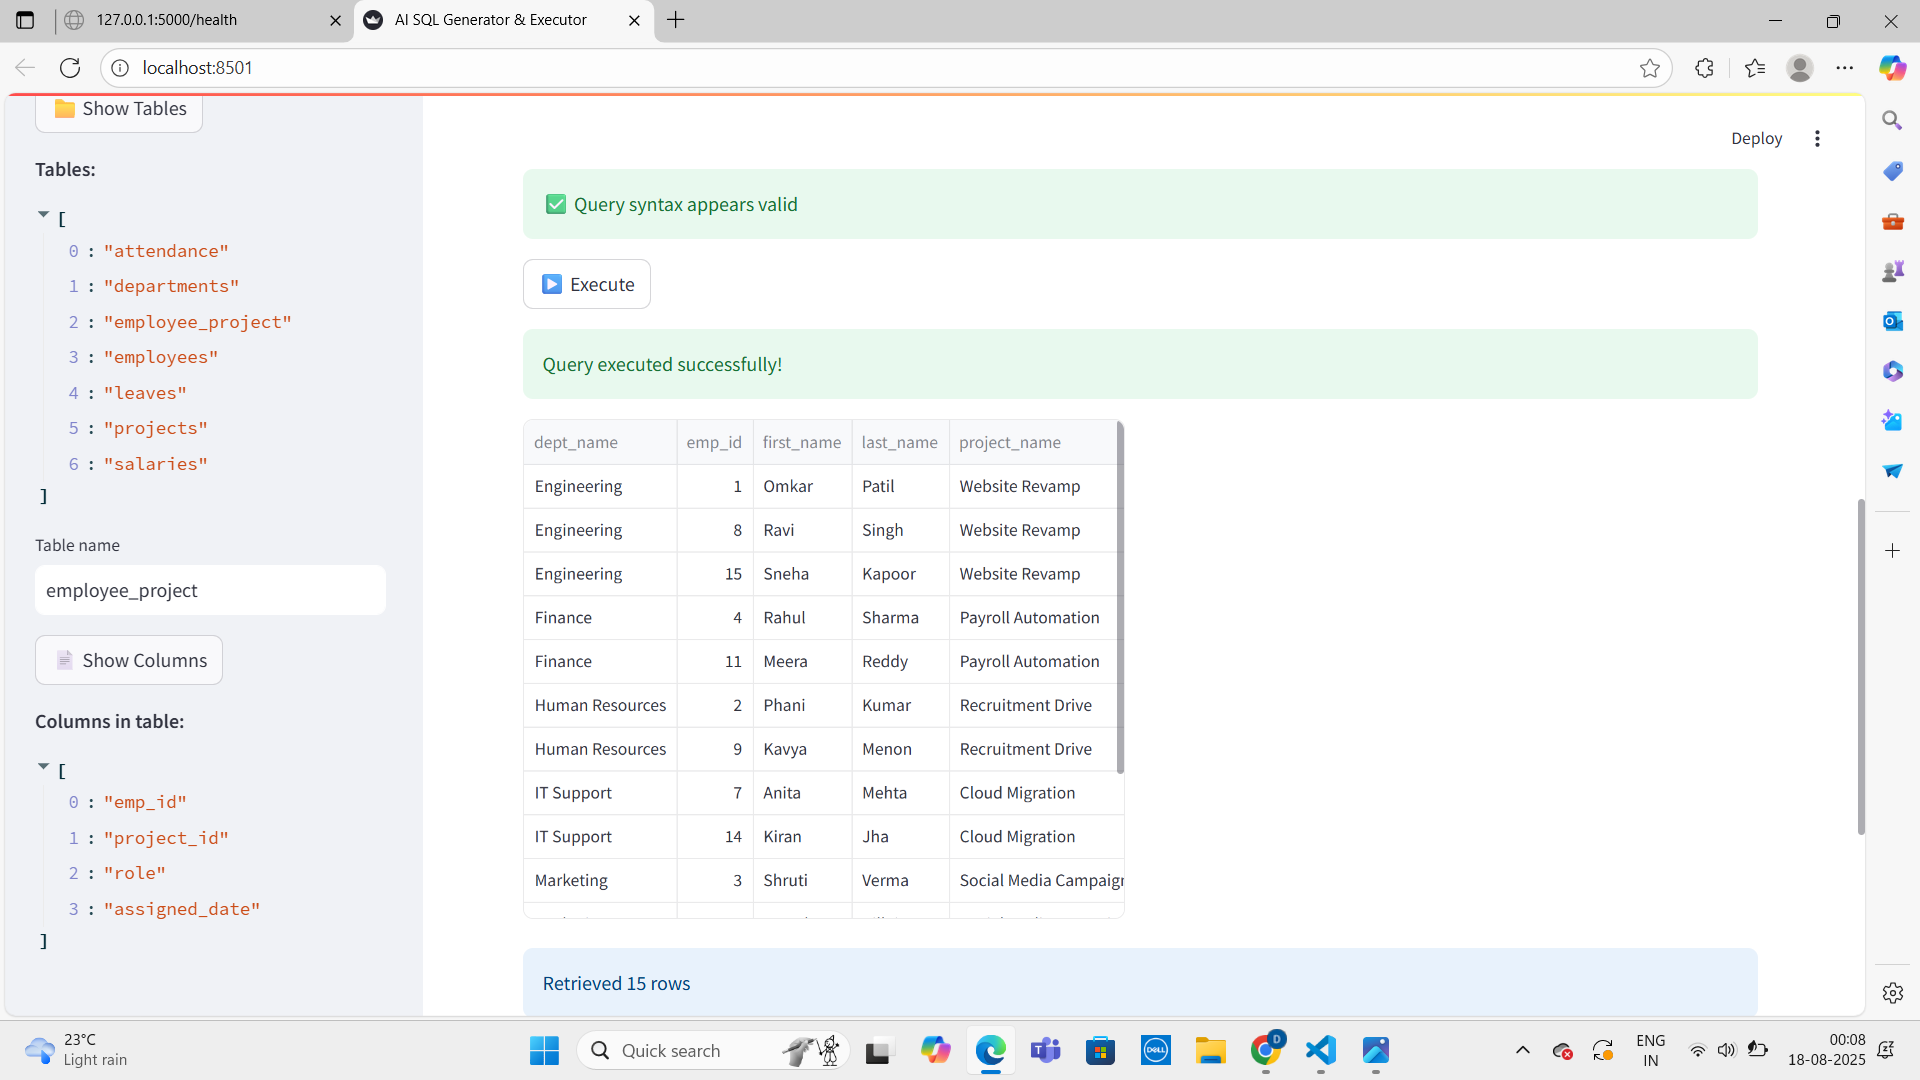 127.0.0.1:5000/health
AI SQL Generator & Executor
localhost:8501
Show Tables
Tables:
[
0 : "attendance"
1 : "departments"
2 : "employee_project"
3 : "employees"
4 : "leaves"
5 : "projects"
6 : "salaries"
]
Table name
employee_project
Show Columns
Columns in table:
[
0 : "emp_id"
1 : "project_id"
2 : "role"
3 : "assigned_date"
]
Deploy
Query syntax appears valid
Execute
Query executed successfully!
dept_name emp_id first_name last_name project_name
Engineering 1 Omkar Patil Website Revamp
Engineering 8 Ravi Singh Website Revamp
Engineering 15 Sneha Kapoor Website Revamp
Finance 4 Rahul Sharma Payroll Automation
Finance 11 Meera Reddy Payroll Automation
Human Resources 2 Phani Kumar Recruitment Drive
Human Resources 9 Kavya Menon Recruitment Drive
IT Support 7 Anita Mehta Cloud Migration
IT Support 14 Kiran Jha Cloud Migration
Marketing 3 Shruti Verma Social Media Campaign
Retrieved 15 rows
23°C
Light rain
Quick search
DELL
D
ENG
IN
00:08
18-08-2025